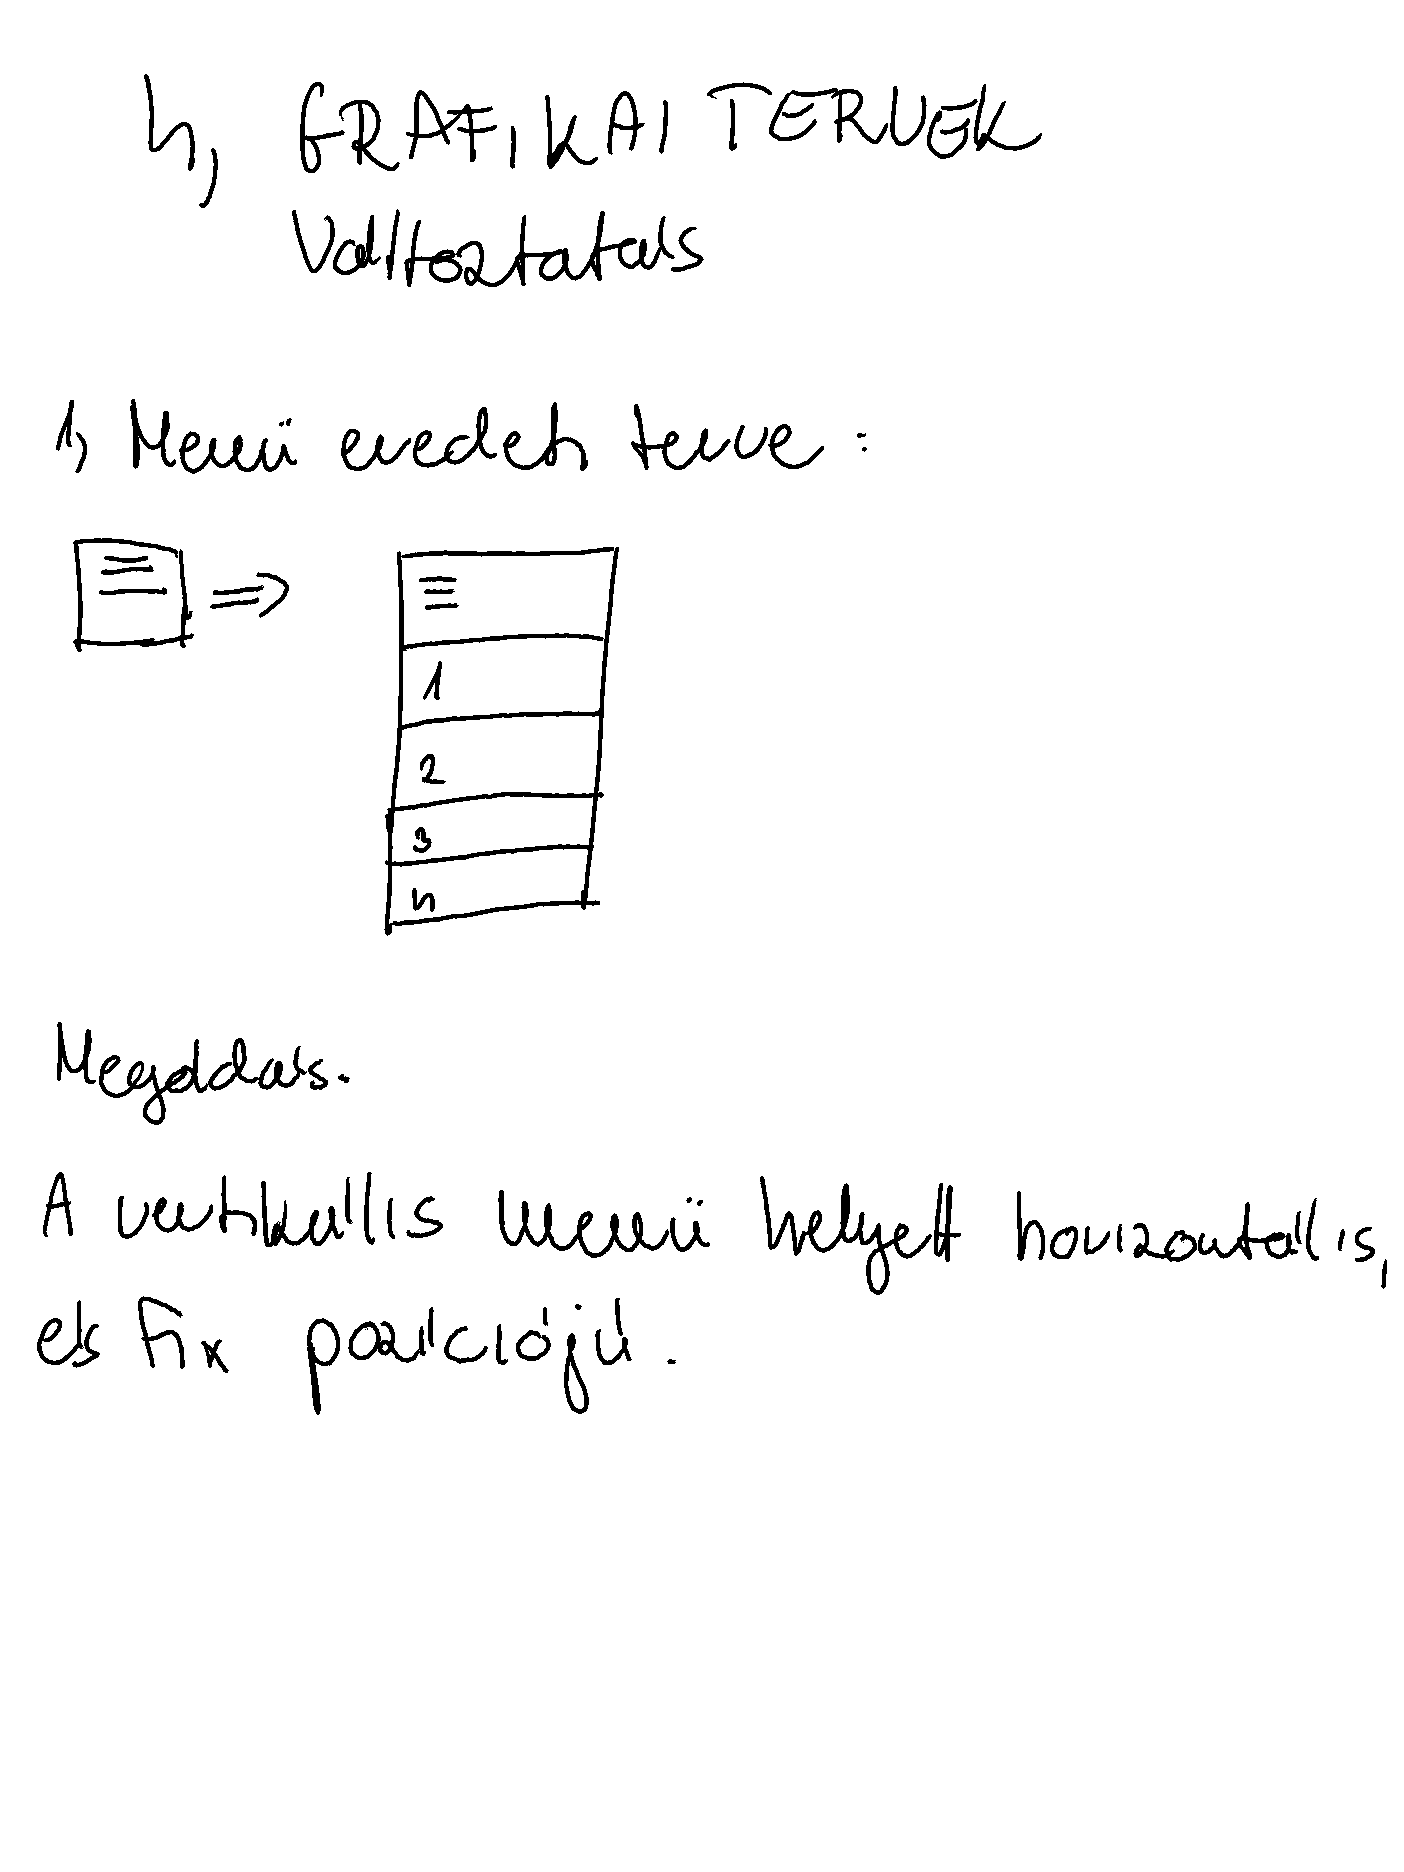 4, GRAFIKAI TERVEK
Változtatás
1, Menü eredeti terve :
1
2
3
4
Megoldás.
A vertikális menü helyett horizontális,
és fix pozíciójú.